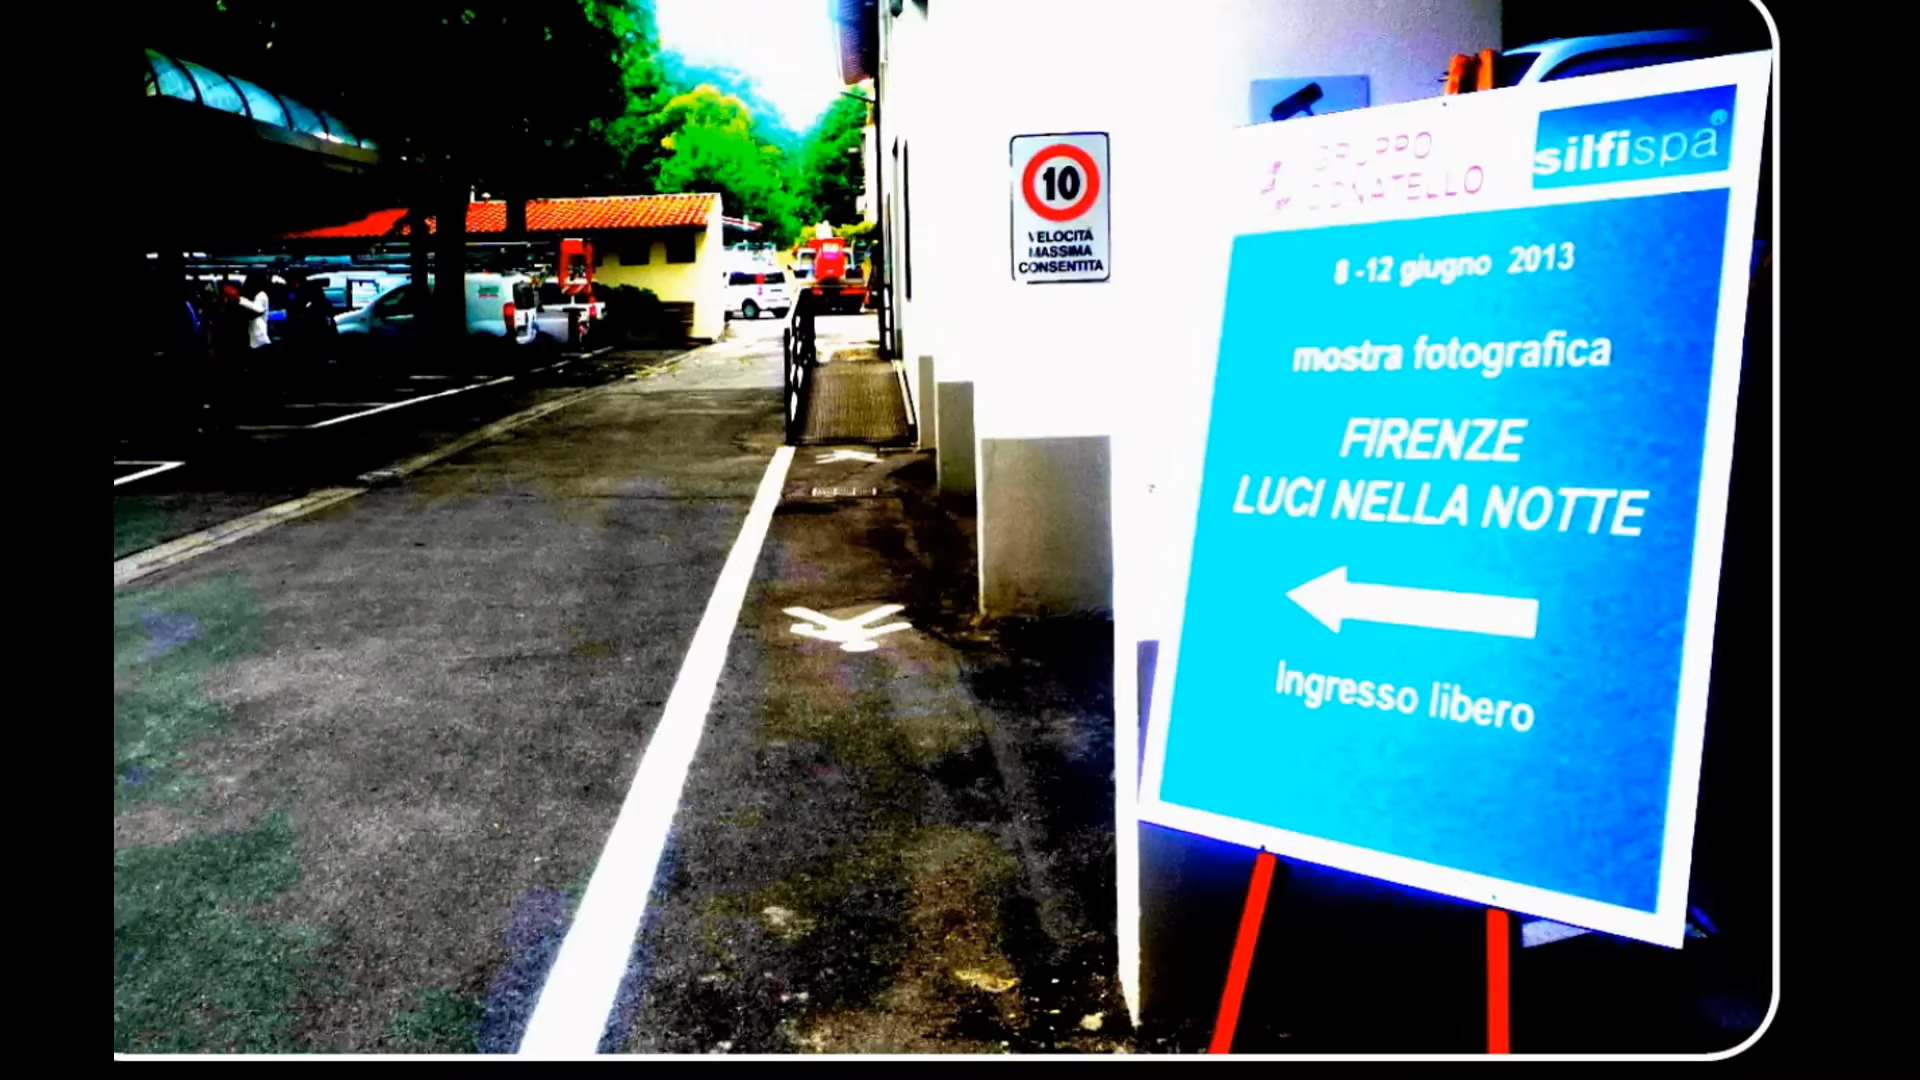 10
VELOCITÀ
MASSIMA
CONSENTITA
GRUPPO
DONATELLO
silfispa®
8 -12 giugno 2013
mostra fotografica
FIRENZE
LUCI NELLA NOTTE
Ingresso libero